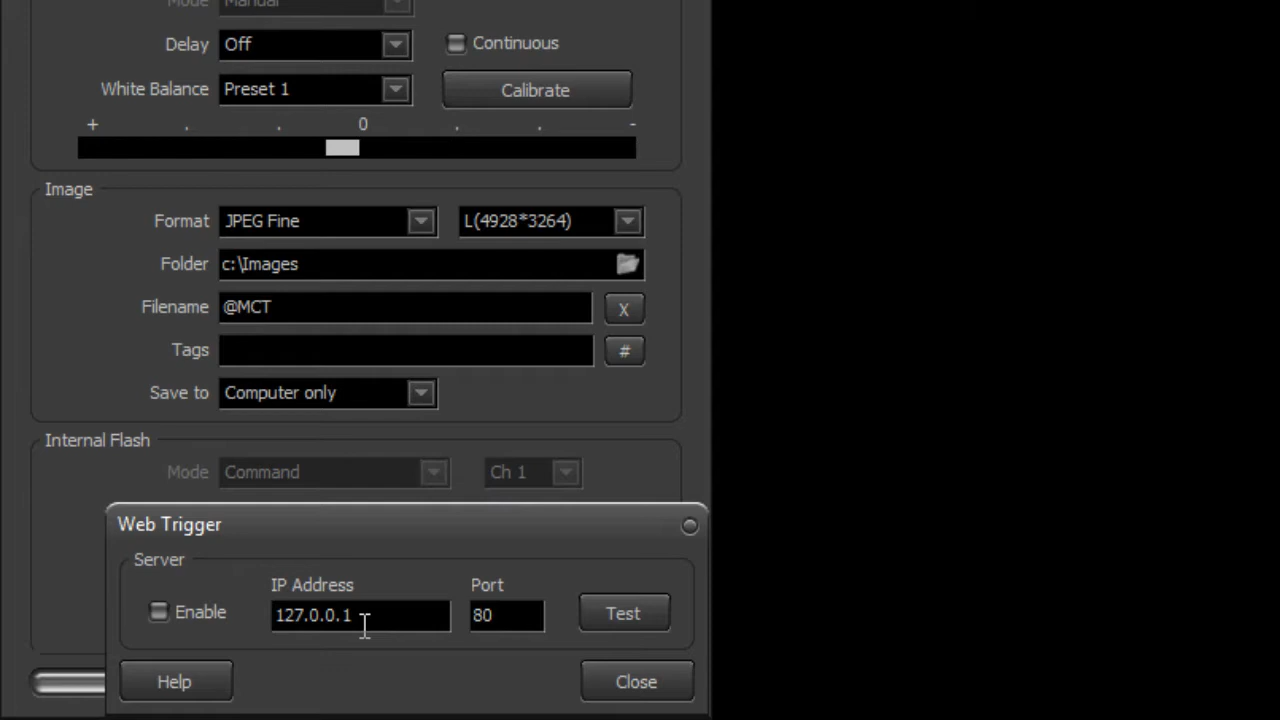 Mode Manual
Delay Off Continuous
White Balance Preset 1 Calibrate
+ . . 0 . . -
Image
Format JPEG Fine L(4928*3264)
Folder c:\Images
Filename @MCT X
Tags #
Save to Computer only
Internal Flash
Mode Command Ch 1
Web Trigger
Server
IP Address Port
Enable 127.0.0.1 80 Test
Help Close